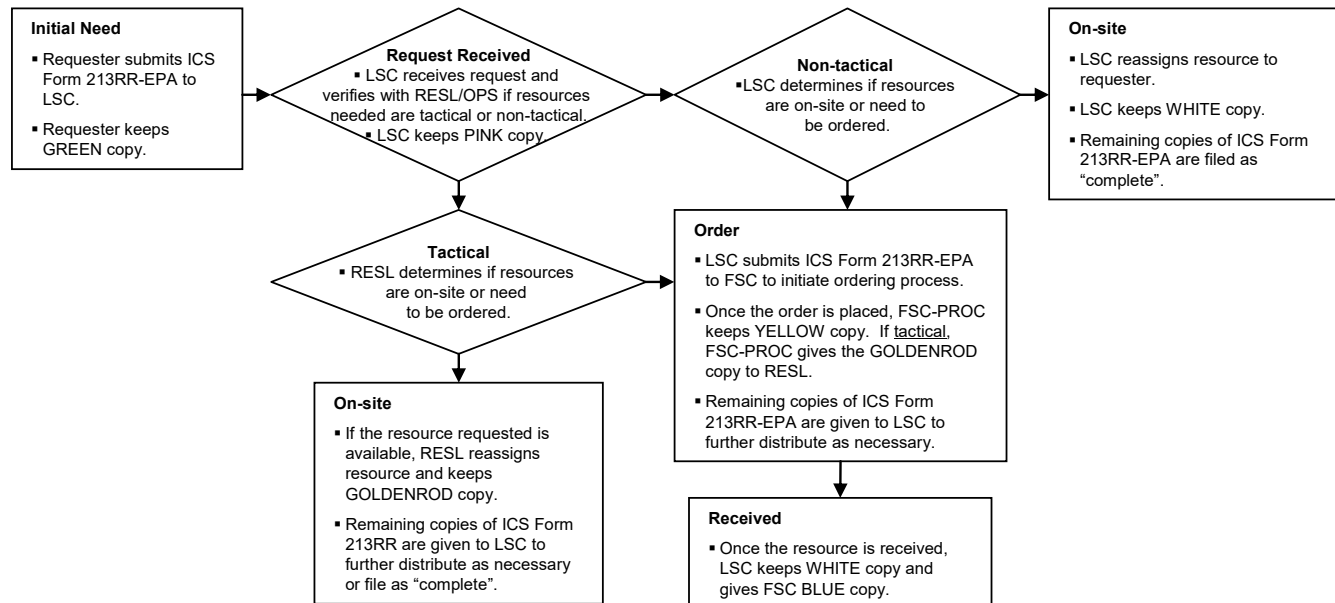 Initial Need
▪ Requester submits ICS
Form 213RR-EPA to
LSC.
▪ Requester keeps
GREEN copy.
Request Received
▪ LSC receives request and
verifies with RESL/OPS if resources
needed are tactical or non-tactical.
▪ LSC keeps PINK copy.
Non-tactical
▪LSC determines if resources
are on-site or need to
be ordered.
On-site
▪ LSC reassigns resource to
requester.
▪ LSC keeps WHITE copy.
▪ Remaining copies of ICS Form
213RR-EPA are filed as
“complete”.
Tactical
▪ RESL determines if resources
are on-site or need
to be ordered.
Order
▪ LSC submits ICS Form 213RR-EPA
to FSC to initiate ordering process.
▪ Once the order is placed, FSC-PROC
keeps YELLOW copy.  If tactical,
FSC-PROC gives the GOLDENROD
copy to RESL.
▪ Remaining copies of ICS Form
213RR-EPA are given to LSC to
further distribute as necessary.
On-site
▪ If the resource requested is
available, RESL reassigns
resource and keeps
GOLDENROD copy.
▪ Remaining copies of ICS Form
213RR are given to LSC to
further distribute as necessary
or file as “complete”.
Received
▪ Once the resource is received,
LSC keeps WHITE copy and
gives FSC BLUE copy.